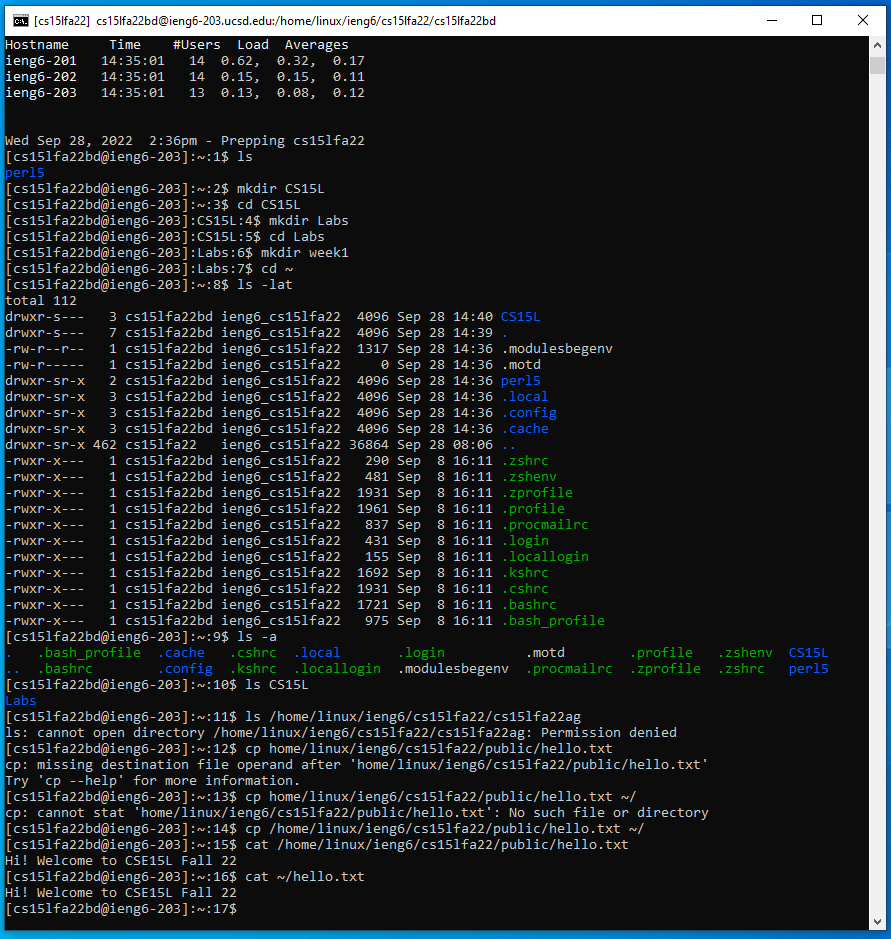 [cs15lfa22] cs15lfa22bd@ieng6-203.ucsd.edu:/home/linux/ieng6/cs15lfa22/cs15lfa22bd
Hostname     Time    #Users  Load  Averages
ieng6-201   14:35:01   14  0.62,  0.32,  0.17
ieng6-202   14:35:01   14  0.15,  0.15,  0.11
ieng6-203   14:35:01   13  0.13,  0.08,  0.12
Wed Sep 28, 2022  2:36pm - Prepping cs15lfa22
[cs15lfa22bd@ieng6-203]:~:1$ ls
perl5
[cs15lfa22bd@ieng6-203]:~:2$ mkdir CS15L
[cs15lfa22bd@ieng6-203]:~:3$ cd CS15L
[cs15lfa22bd@ieng6-203]:CS15L:4$ mkdir Labs
[cs15lfa22bd@ieng6-203]:CS15L:5$ cd Labs
[cs15lfa22bd@ieng6-203]:Labs:6$ mkdir week1
[cs15lfa22bd@ieng6-203]:Labs:7$ cd ~
[cs15lfa22bd@ieng6-203]:~:8$ ls -lat
total 112
drwxr-s---   3 cs15lfa22bd ieng6_cs15lfa22  4096 Sep 28 14:40 CS15L
drwxr-s---   7 cs15lfa22bd ieng6_cs15lfa22  4096 Sep 28 14:39 .
-rw-r--r--   1 cs15lfa22bd ieng6_cs15lfa22  1317 Sep 28 14:36 .modulesbegenv
-rw-r-----   1 cs15lfa22bd ieng6_cs15lfa22     0 Sep 28 14:36 .motd
drwxr-sr-x   2 cs15lfa22bd ieng6_cs15lfa22  4096 Sep 28 14:36 perl5
drwxr-sr-x   3 cs15lfa22bd ieng6_cs15lfa22  4096 Sep 28 14:36 .local
drwxr-sr-x   3 cs15lfa22bd ieng6_cs15lfa22  4096 Sep 28 14:36 .config
drwxr-sr-x   3 cs15lfa22bd ieng6_cs15lfa22  4096 Sep 28 14:36 .cache
drwxr-sr-x 462 cs15lfa22   ieng6_cs15lfa22 36864 Sep 28 08:06 ..
-rwxr-x---   1 cs15lfa22bd ieng6_cs15lfa22   290 Sep  8 16:11 .zshrc
-rwxr-x---   1 cs15lfa22bd ieng6_cs15lfa22   481 Sep  8 16:11 .zshenv
-rwxr-x---   1 cs15lfa22bd ieng6_cs15lfa22  1931 Sep  8 16:11 .zprofile
-rwxr-x---   1 cs15lfa22bd ieng6_cs15lfa22  1961 Sep  8 16:11 .profile
-rwxr-x---   1 cs15lfa22bd ieng6_cs15lfa22   837 Sep  8 16:11 .procmailrc
-rwxr-x---   1 cs15lfa22bd ieng6_cs15lfa22   431 Sep  8 16:11 .login
-rwxr-x---   1 cs15lfa22bd ieng6_cs15lfa22   155 Sep  8 16:11 .locallogin
-rwxr-x---   1 cs15lfa22bd ieng6_cs15lfa22  1692 Sep  8 16:11 .kshrc
-rwxr-x---   1 cs15lfa22bd ieng6_cs15lfa22  1931 Sep  8 16:11 .cshrc
-rwxr-x---   1 cs15lfa22bd ieng6_cs15lfa22  1721 Sep  8 16:11 .bashrc
-rwxr-x---   1 cs15lfa22bd ieng6_cs15lfa22   975 Sep  8 16:11 .bash_profile
[cs15lfa22bd@ieng6-203]:~:9$ ls -a
.   .bash_profile  .cache   .cshrc  .local       .login          .motd        .profile   .zshenv  CS15L
..  .bashrc        .config  .kshrc  .locallogin  .modulesbegenv  .procmailrc  .zprofile  .zshrc   perl5
[cs15lfa22bd@ieng6-203]:~:10$ ls CS15L
Labs
[cs15lfa22bd@ieng6-203]:~:11$ ls /home/linux/ieng6/cs15lfa22/cs15lfa22ag
ls: cannot open directory /home/linux/ieng6/cs15lfa22/cs15lfa22ag: Permission denied
[cs15lfa22bd@ieng6-203]:~:12$ cp home/linux/ieng6/cs15lfa22/public/hello.txt
cp: missing destination file operand after 'home/linux/ieng6/cs15lfa22/public/hello.txt'
Try 'cp --help' for more information.
[cs15lfa22bd@ieng6-203]:~:13$ cp home/linux/ieng6/cs15lfa22/public/hello.txt ~/
cp: cannot stat 'home/linux/ieng6/cs15lfa22/public/hello.txt': No such file or directory
[cs15lfa22bd@ieng6-203]:~:14$ cp /home/linux/ieng6/cs15lfa22/public/hello.txt ~/
[cs15lfa22bd@ieng6-203]:~:15$ cat /home/linux/ieng6/cs15lfa22/public/hello.txt
Hi! Welcome to CSE15L Fall 22
[cs15lfa22bd@ieng6-203]:~:16$ cat ~/hello.txt
Hi! Welcome to CSE15L Fall 22
[cs15lfa22bd@ieng6-203]:~:17$